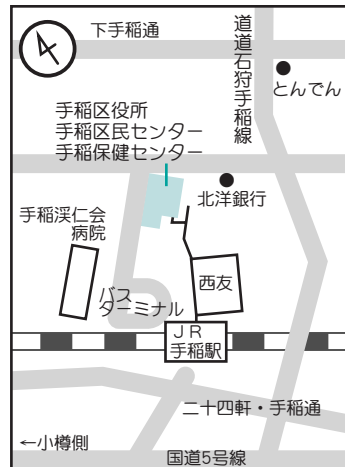 下手稲通
道道石狩手稲線
とんでん
手稲区役所
手稲区民センター
手稲保健センター
北洋銀行
手稲渓仁会
病院
西友
バス
ターミナル
ＪＲ
手稲駅
二十四軒・手稲通
←小樽側
国道5号線